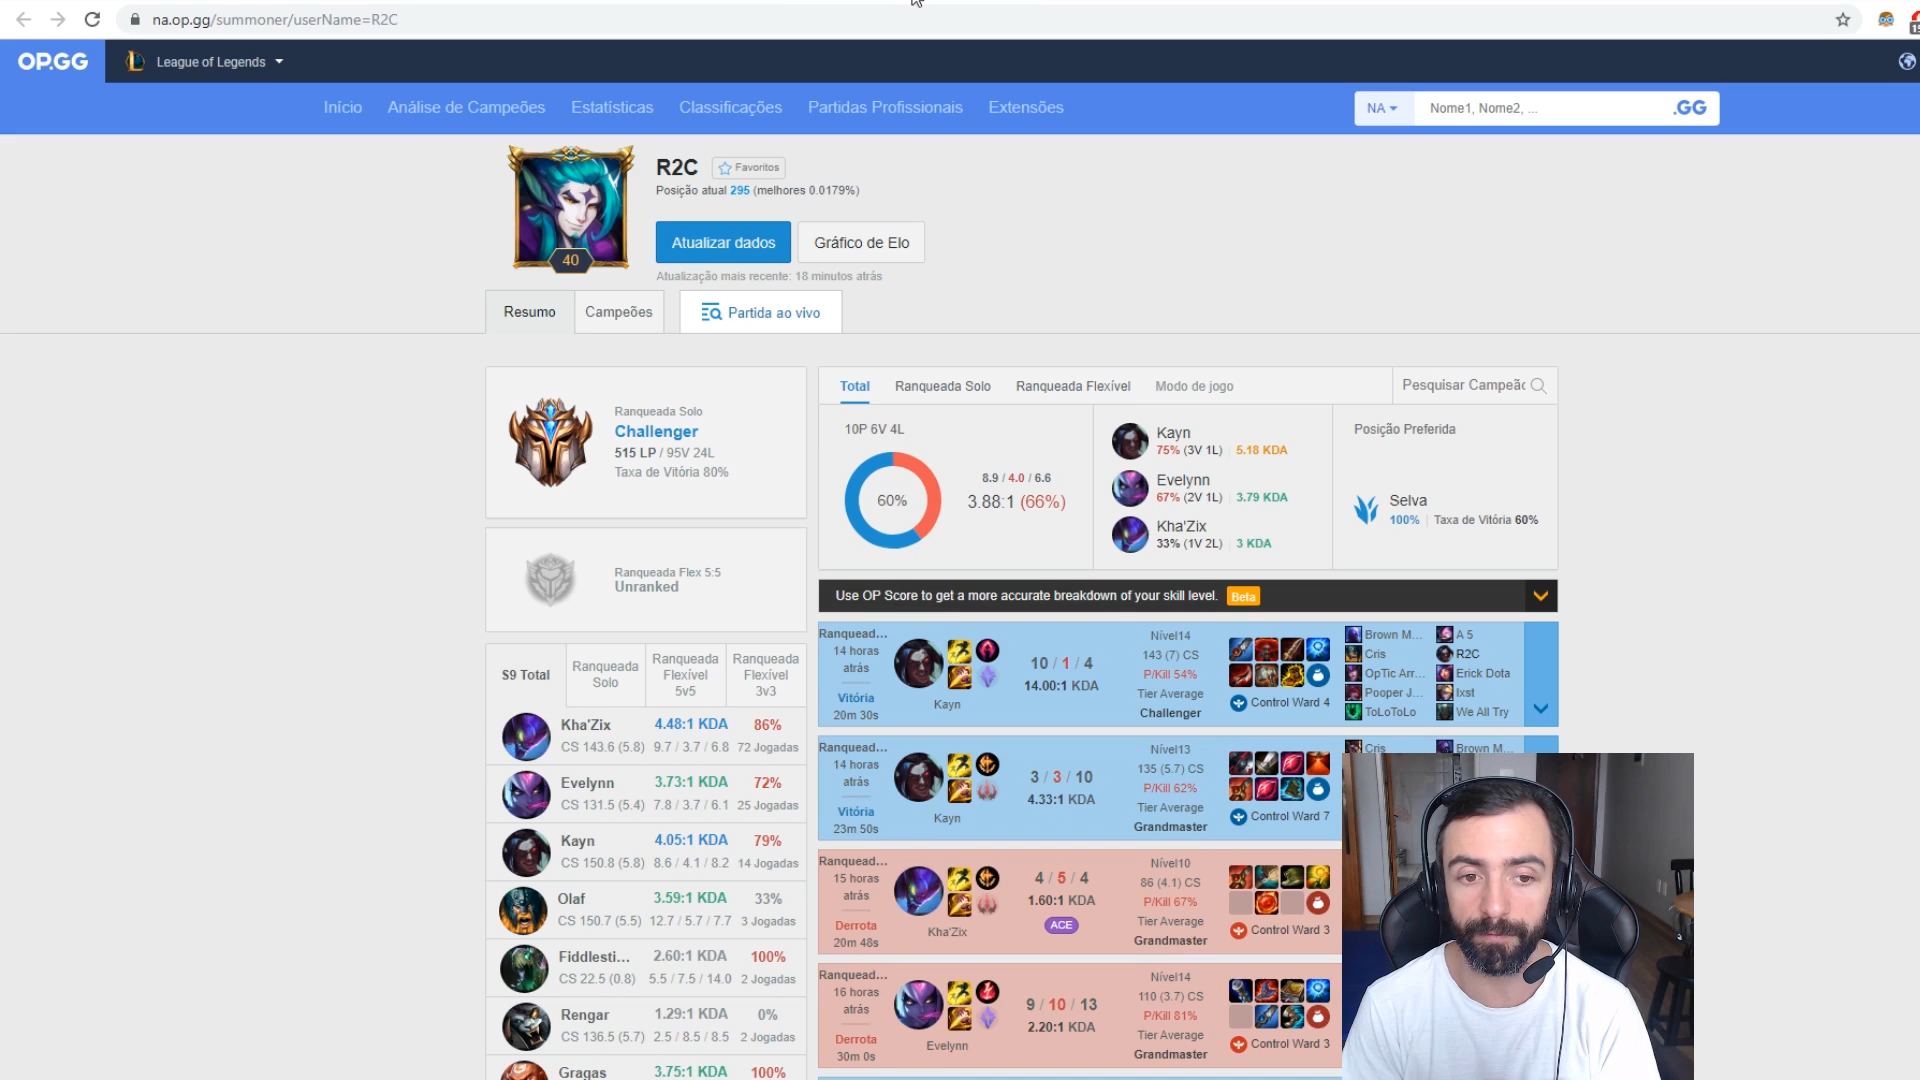 na.op.gg/summoner/userName=R2C
OP.GG
League of Legends
Início Análise de Campeões Estatísticas Classificações Partidas Profissionais Extensões
NA Nome1, Nome2, ... .GG
40
R2C Favoritos
Posição atual 295 (melhores 0.0179%)
Atualizar dados Gráfico de Elo
Atualização mais recente: 18 minutos atrás
Resumo Campeões Partida ao vivo
Ranqueada Solo
Challenger
515 LP / 95V 24L
Taxa de Vitória 80%
Ranqueada Flex 5:5
Unranked
S9 Total Ranqueada Solo Ranqueada Flexível 5v5 Ranqueada Flexível 3v3
Kha'Zix 4.48:1 KDA 86%
CS 143.6 (5.8) 9.7 / 3.7 / 6.8 72 Jogadas
Evelynn 3.73:1 KDA 72%
CS 131.5 (5.4) 7.8 / 3.7 / 6.1 25 Jogadas
Kayn 4.05:1 KDA 79%
CS 150.8 (5.8) 8.6 / 4.1 / 8.2 14 Jogadas
Olaf 3.59:1 KDA 33%
CS 150.7 (5.5) 12.7 / 5.7 / 7.7 3 Jogadas
Fiddlesti... 2.60:1 KDA 100%
CS 22.5 (0.8) 5.5 / 7.5 / 14.0 2 Jogadas
Rengar 1.29:1 KDA 0%
CS 136.5 (5.7) 2.5 / 8.5 / 8.5 2 Jogadas
Gragas 3.75:1 KDA 100%
Total Ranqueada Solo Ranqueada Flexível Modo de jogo Pesquisar Campeão
10P 6V 4L
60%
8.9 / 4.0 / 6.6
3.88:1 (66%)
Kayn
75% (3V 1L) 5.18 KDA
Evelynn
67% (2V 1L) 3.79 KDA
Kha'Zix
33% (1V 2L) 3 KDA
Posição Preferida
Selva
100% Taxa de Vitória 60%
Use OP Score to get a more accurate breakdown of your skill level. Beta
Ranquead...
14 horas
atrás
Vitória
20m 30s
Kayn
10 / 1 / 4
14.00:1 KDA
Nível14
143 (7) CS
P/Kill 54%
Tier Average
Challenger
Control Ward 4
Brown M... A 5
Cris R2C
OpTic Arr... Erick Dota
Pooper J... Ixst
ToLoToLo We All Try
Ranquead...
14 horas
atrás
Vitória
23m 50s
Kayn
3 / 3 / 10
4.33:1 KDA
Nível13
135 (5.7) CS
P/Kill 62%
Tier Average
Grandmaster
Control Ward 7
Cris Brown M...
Ranquead...
15 horas
atrás
Derrota
20m 48s
Kha'Zix
4 / 5 / 4
1.60:1 KDA
ACE
Nível10
86 (4.1) CS
P/Kill 67%
Tier Average
Grandmaster
Control Ward 3
Ranquead...
16 horas
atrás
Derrota
30m 0s
Evelynn
9 / 10 / 13
2.20:1 KDA
Nível14
110 (3.7) CS
P/Kill 81%
Tier Average
Grandmaster
Control Ward 3